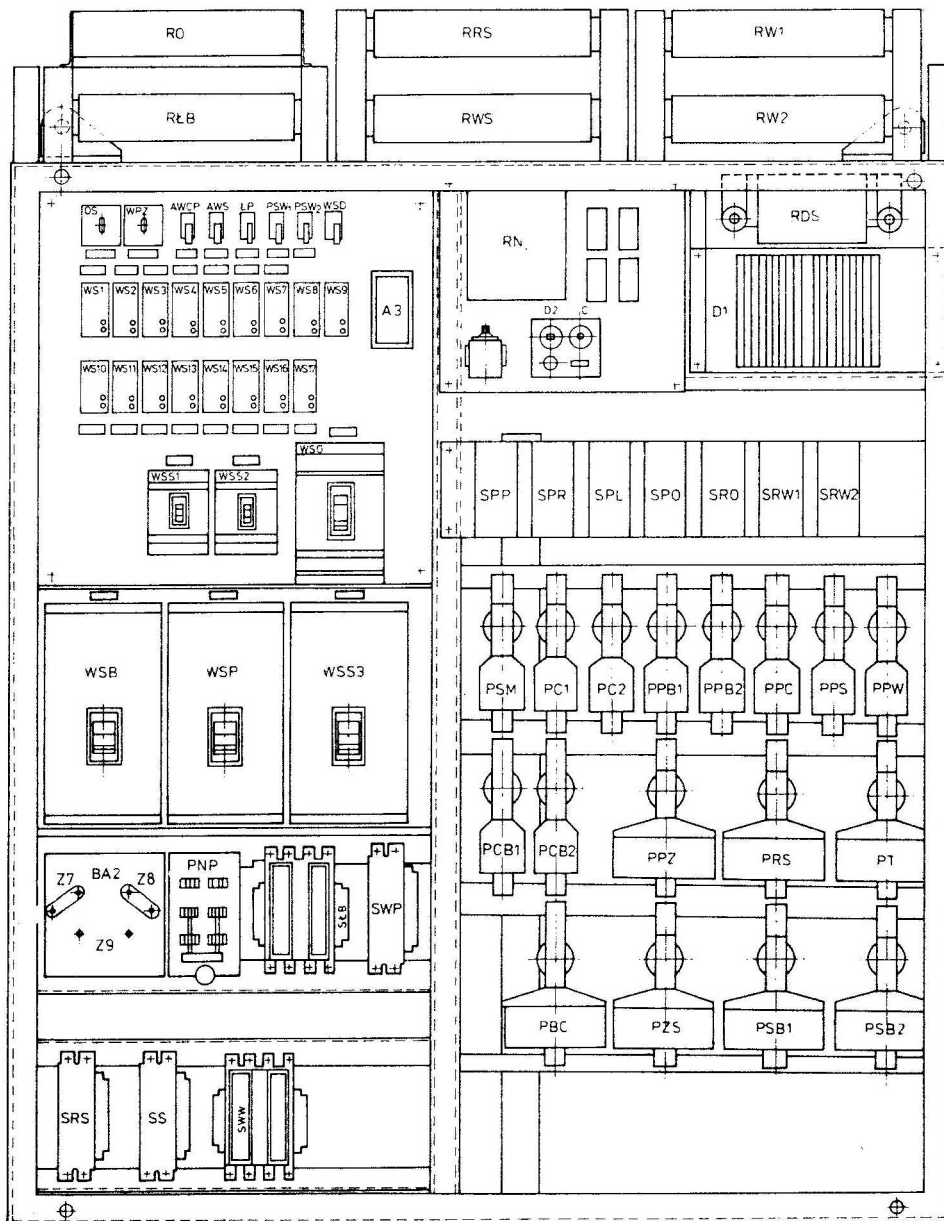 RO RRS RW1
RŁB RWS RW2
OS WPZ AWCP AWS ŁP PSW1 PSW2 WSD
RN RDS
WS1 WS2 WS3 WS4 WS5 WS6 WS7 WS8 WS9 A3
D2 C D1
WS10 WS11 WS12 WS13 WS14 WS15 WS16 WS17
WSS1 WSS2 WSO
SPP SPR SPL SPO SRO SRW1 SRW2
WSB WSP WSS3
PSM PC1 PC2 PPB1 PPB2 PPC PPS PPW
PCB1 PCB2 PPZ PRS PT
Z7 BA2 Z8 PNP SŁB SWP
Z9
PBC PZS PSB1 PSB2
SRS SS SWW